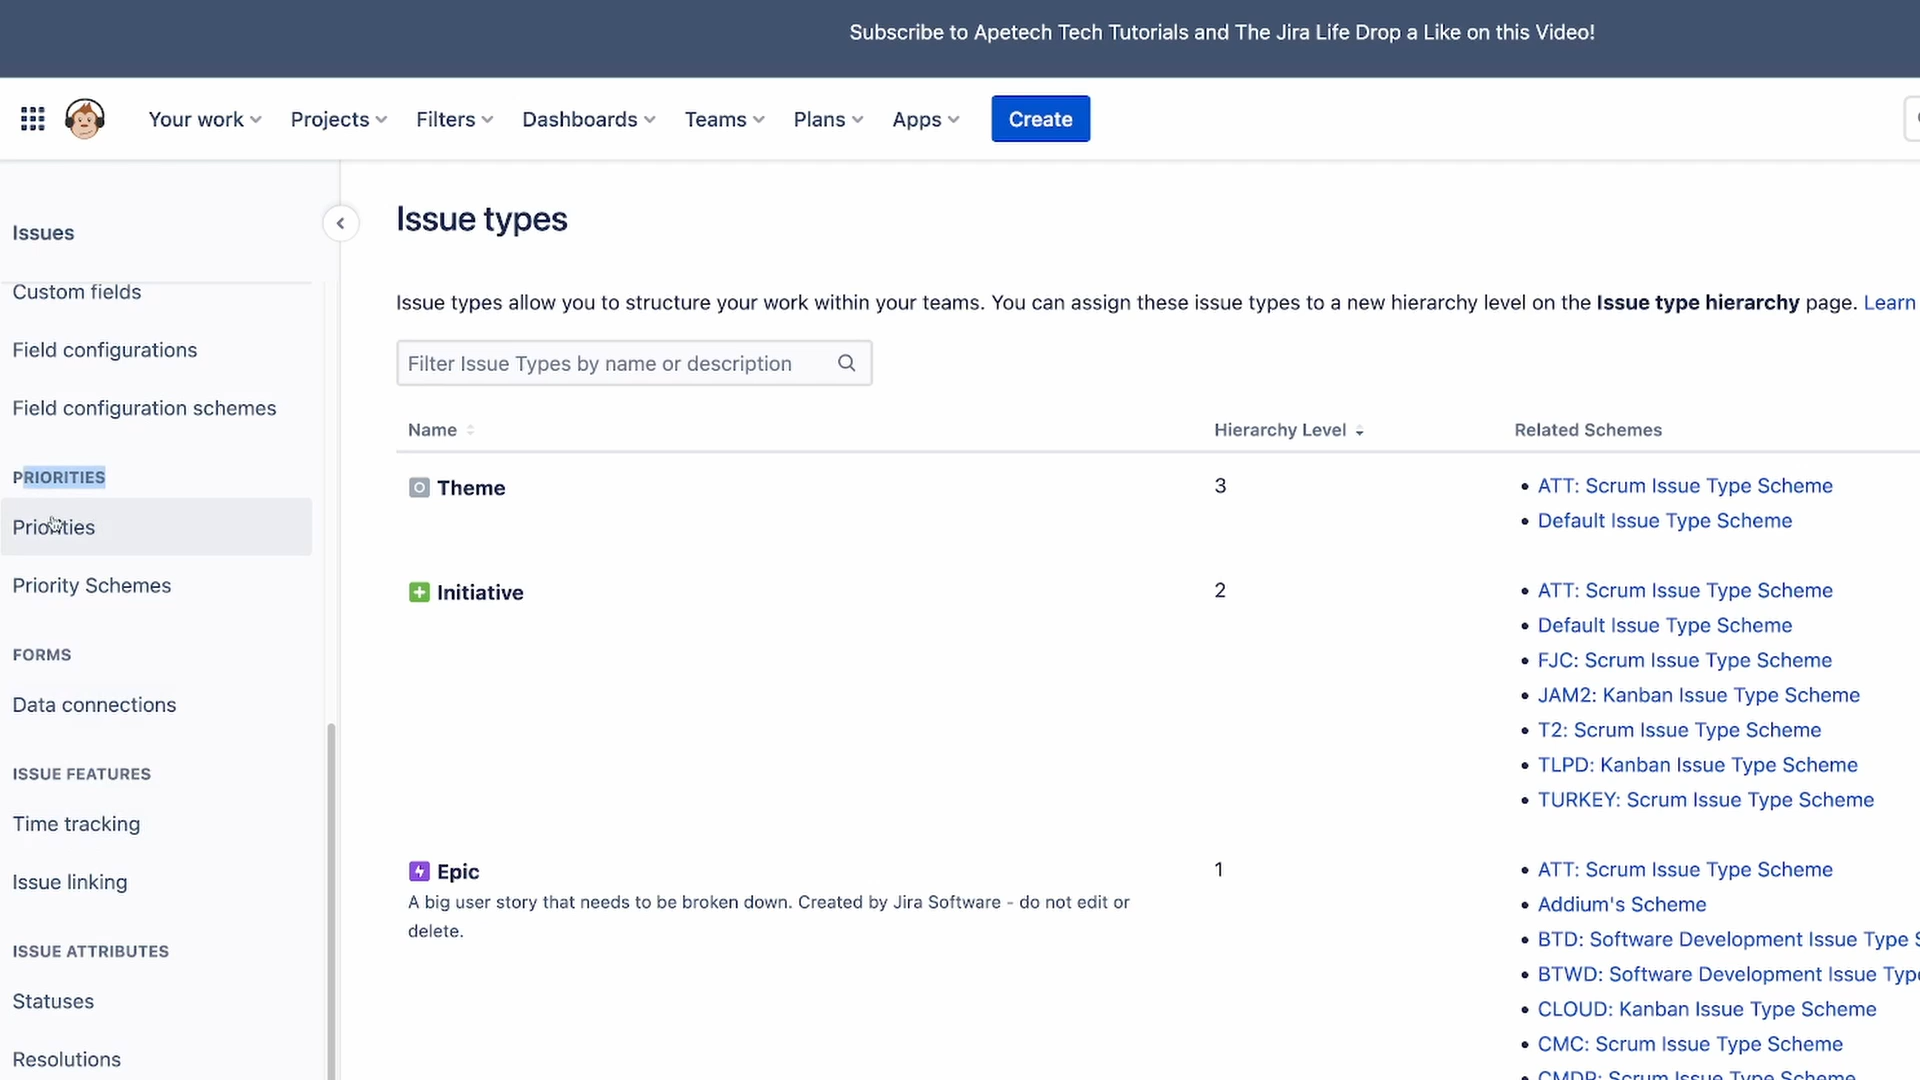 Subscribe to Apetech Tech Tutorials and The Jira Life Drop a Like on this Video!
Your work Projects Filters Dashboards Teams Plans Apps Create
Issues
Custom fields
Field configurations
Field configuration schemes
PRIORITIES
Priorities
Priority Schemes
FORMS
Data connections
ISSUE FEATURES
Time tracking
Issue linking
ISSUE ATTRIBUTES
Statuses
Resolutions
Issue types
Issue types allow you to structure your work within your teams. You can assign these issue types to a new hierarchy level on the Issue type hierarchy page. Learn
Filter Issue Types by name or description
Name Hierarchy Level Related Schemes
Theme 3
ATT: Scrum Issue Type Scheme
Default Issue Type Scheme
Initiative 2
ATT: Scrum Issue Type Scheme
Default Issue Type Scheme
FJC: Scrum Issue Type Scheme
JAM2: Kanban Issue Type Scheme
T2: Scrum Issue Type Scheme
TLPD: Kanban Issue Type Scheme
TURKEY: Scrum Issue Type Scheme
Epic 1
A big user story that needs to be broken down. Created by Jira Software - do not edit or
delete.
ATT: Scrum Issue Type Scheme
Addium's Scheme
BTD: Software Development Issue Type S
BTWD: Software Development Issue Type
CLOUD: Kanban Issue Type Scheme
CMC: Scrum Issue Type Scheme
CMDP: Scrum Issue Type Scheme